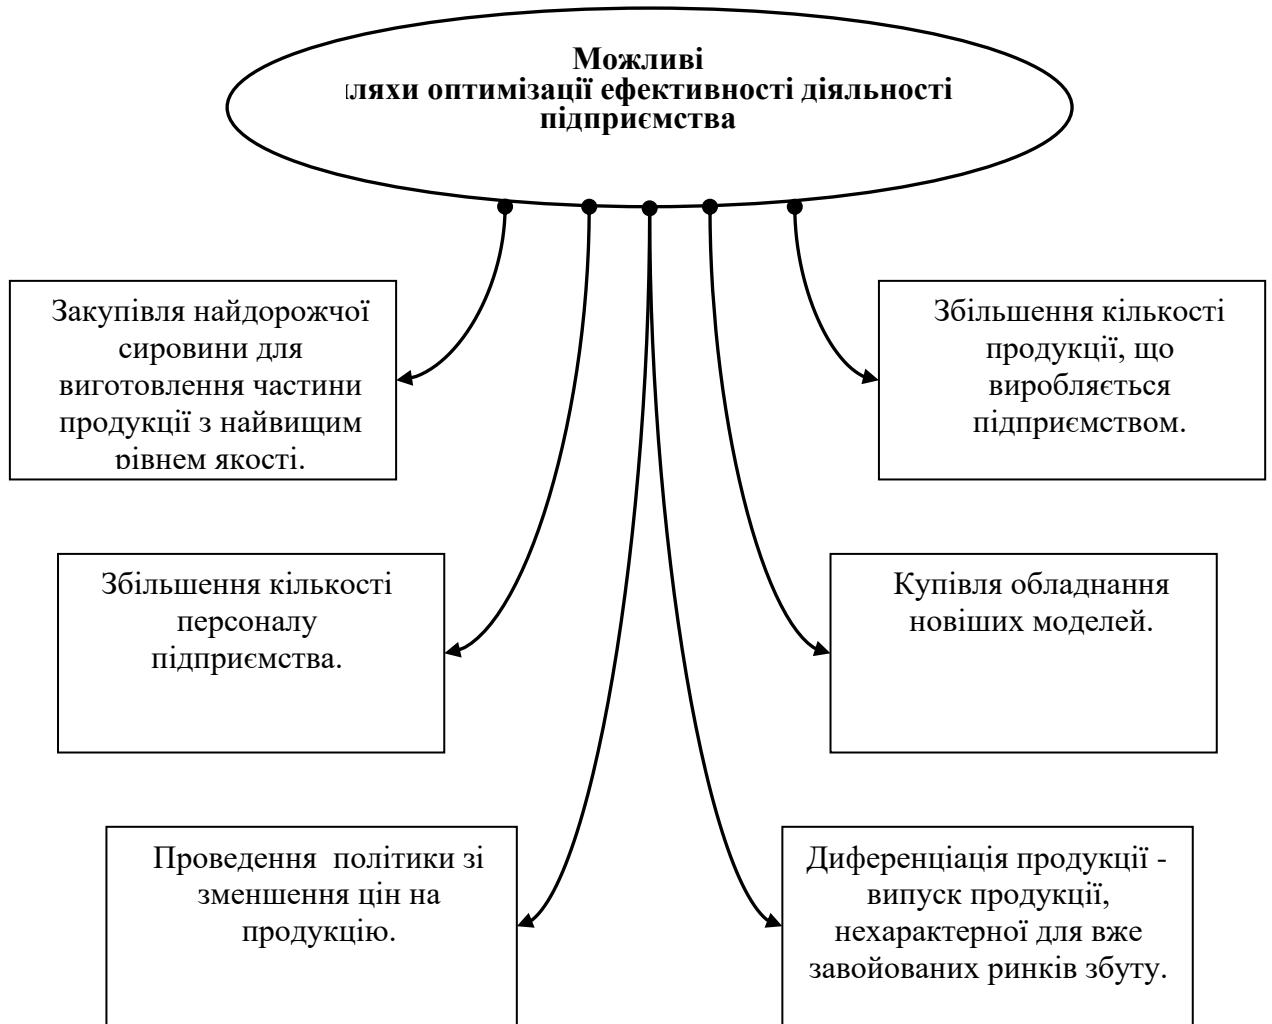 Можливі
ляхи оптимізації ефективності діяльності
підприємства
Закупівля найдорожчої
сировини для
виготовлення частини
продукції з найвищим
рівнем якості.
Збільшення кількості
продукції, що
виробляється
підприємством.
Збільшення кількості
персоналу
підприємства.
Купівля обладнання
новіших моделей.
Проведення  політики зі
зменшення цін на
продукцію.
Диференціація продукції -
випуск продукції,
нехарактерної для вже
завойованих ринків збуту.